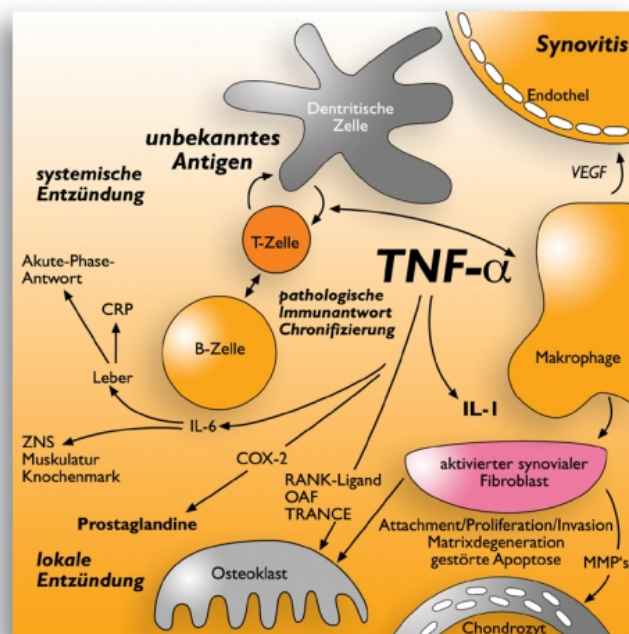 Synovitis
Endothel
Dentritische
Zelle
unbekanntes
Antigen
systemische
Entzündung
VEGF
T-Zelle
TNF-α
Akute-Phase-
Antwort
CRP
pathologische
Immunantwort
Chronifizierung
B-Zelle
Makrophage
Leber
IL-1
IL-6
ZNS
Muskulatur
Knochenmark
COX-2
aktivierter synovialer
Fibroblast
RANK-Ligand
OAF
TRANCE
Prostaglandine
Attachment/Proliferation/Invasion
Matrixdegeneration
gestörte Apoptose
MMP's
lokale
Entzündung
Osteoklast
Chondrozyt